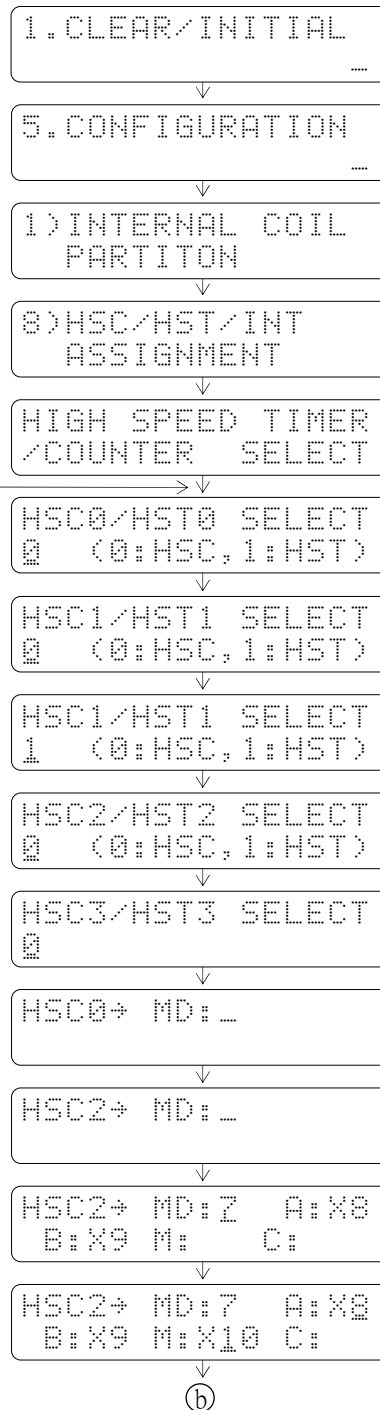 1.CLEAR/INITIAL
5.CONFIGURATION
1)INTERNAL COIL
PARTITON
8)HSC/HST/INT
ASSIGNMENT
HIGH SPEED TIMER
/COUNTER SELECT
HSC0/HST0 SELECT
0 (0:HSC,1:HST)
HSC1/HST1 SELECT
0 (0:HSC,1:HST)
HSC1/HST1 SELECT
1 (0:HSC,1:HST)
HSC2/HST2 SELECT
0 (0:HSC,1:HST)
HSC3/HST3 SELECT
0
HSC0→ MD:_
HSC2→ MD:_
HSC2→ MD:7 A:X8
B:X9 M: C:
HSC2→ MD:7 A:X8
B:X9 M:X10 C:
b